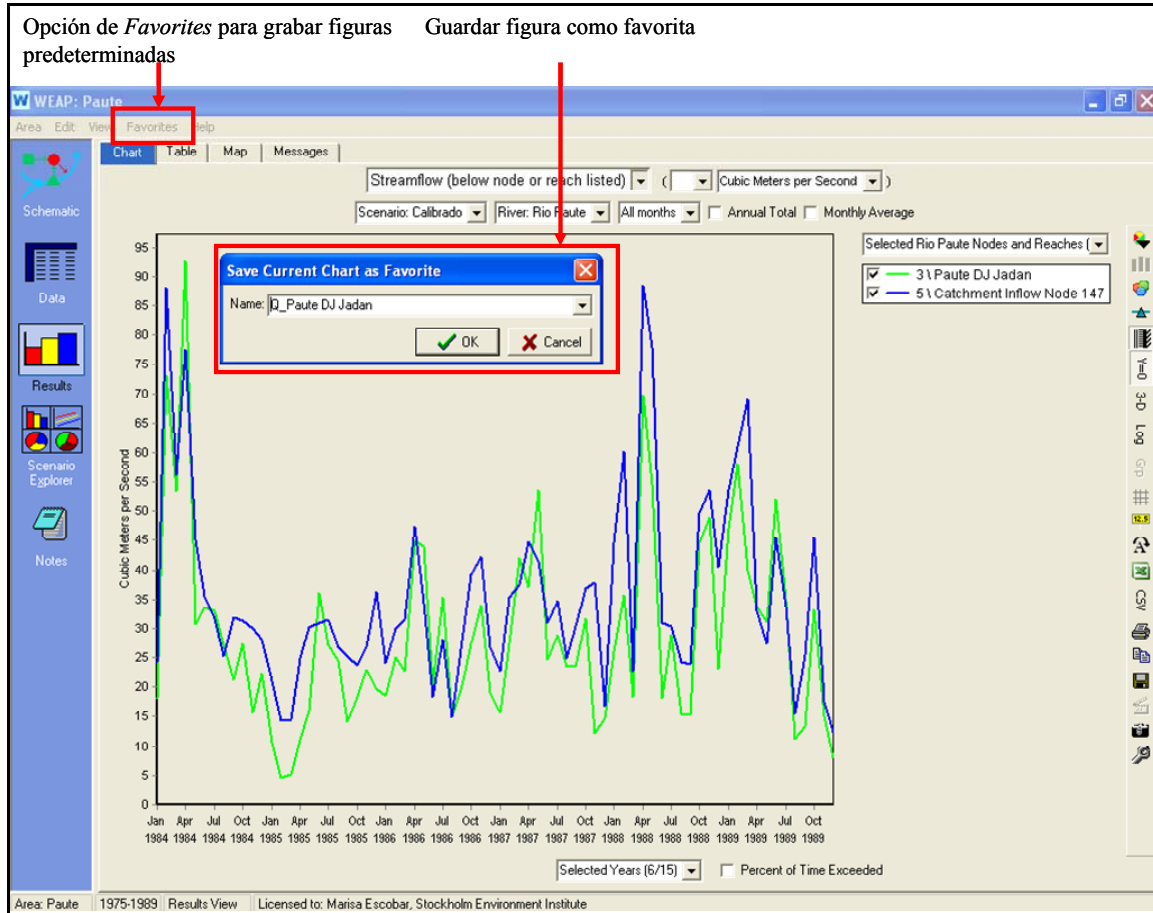 Opción de Favorites para grabar figuras
predeterminadas
Guardar figura como favorita
WEAP: Paute
Area Edit View Favorites Help
Chart Table Map Messages
Streamflow (below node or reach listed) ( Cubic Meters per Second )
Scenario: Calibrado River: Rio Paute All months Annual Total Monthly Average
Schematic
Data
Results
Scenario
Explorer
Notes
Selected Rio Paute Nodes and Reaches (
3 \ Paute DJ Jadan
5 \ Catchment Inflow Node 147
Save Current Chart as Favorite
Name: Q_Paute DJ Jadan
OK Cancel
Cubic Meters per Second
95
90
85
80
75
70
65
60
55
50
45
40
35
30
25
20
15
10
5
0
Jan Apr Jul Oct Jan Apr Jul Oct Jan Apr Jul Oct Jan Apr Jul Oct Jan Apr Jul Oct Jan Apr Jul Oct
1984 1984 1984 1984 1985 1985 1985 1985 1986 1986 1986 1986 1987 1987 1987 1987 1988 1988 1988 1988 1989 1989 1989 1989
Y=0
3-D
Log
Gp
12.5
A
CSV
Selected Years (6/15) Percent of Time Exceeded
Area: Paute 1975-1989 Results View Licensed to: Marisa Escobar, Stockholm Environment Institute